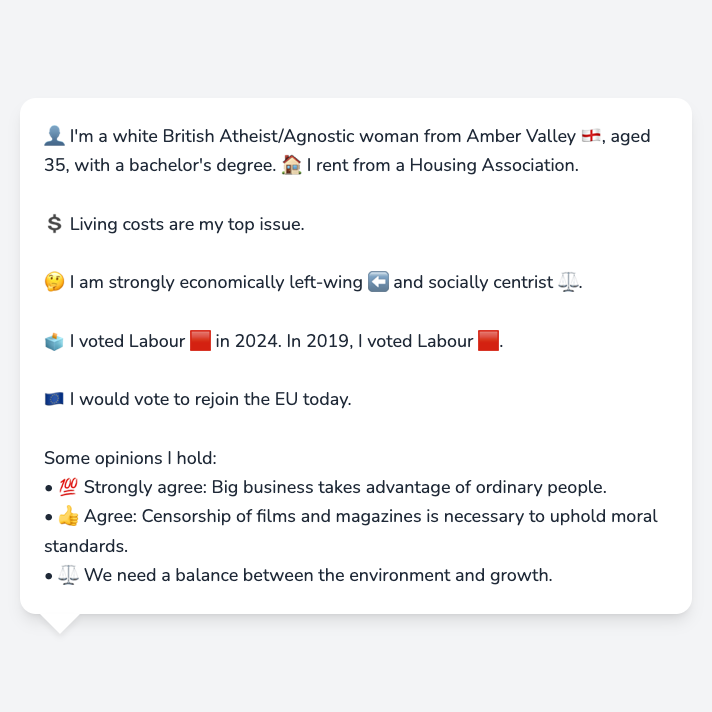 👤 I'm a white British Atheist/Agnostic woman from Amber Valley 🏴󠁧󠁢󠁥󠁮󠁧󠁿, aged
35, with a bachelor's degree. 🏠 I rent from a Housing Association.
💲 Living costs are my top issue.
🤔 I am strongly economically left-wing ⬅️ and socially centrist ⚖️.
🗳️ I voted Labour 🟥 in 2024. In 2019, I voted Labour 🟥.
🇪🇺 I would vote to rejoin the EU today.
Some opinions I hold:
• 💯 Strongly agree: Big business takes advantage of ordinary people.
• 👍 Agree: Censorship of films and magazines is necessary to uphold moral
standards.
• ⚖️ We need a balance between the environment and growth.